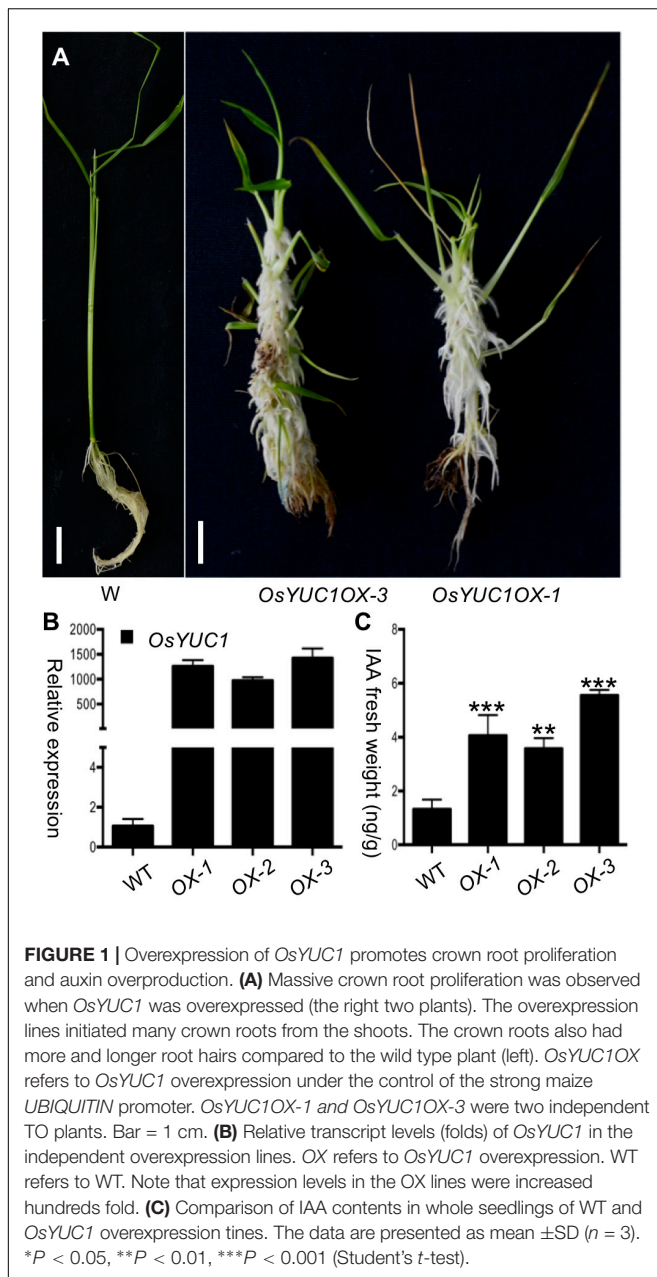 A
W
OsYUC1OX-3 OsYUC1OX-1
B
OsYUC1
Relative expression
2000
1500
1000
500
4
2
0
WT OX-1 OX-2 OX-3
C
IAA fresh weight (ng/g)
8
6
4
2
0
*** ** ***
WT OX-1 OX-2 OX-3
FIGURE 1 | Overexpression of OsYUC1 promotes crown root proliferation
and auxin overproduction. (A) Massive crown root proliferation was observed
when OsYUC1 was overexpressed (the right two plants). The overexpression
lines initiated many crown roots from the shoots. The crown roots also had
more and longer root hairs compared to the wild type plant (left). OsYUC1OX
refers to OsYUC1 overexpression under the control of the strong maize
UBIQUITIN promoter. OsYUC1OX-1 and OsYUC1OX-3 were two independent
TO plants. Bar = 1 cm. (B) Relative transcript levels (folds) of OsYUC1 in the
independent overexpression lines. OX refers to OsYUC1 overexpression. WT
refers to WT. Note that expression levels in the OX lines were increased
hundreds fold. (C) Comparison of IAA contents in whole seedlings of WT and
OsYUC1 overexpression tines. The data are presented as mean ±SD (n = 3).
*P < 0.05, **P < 0.01, ***P < 0.001 (Student's t-test).